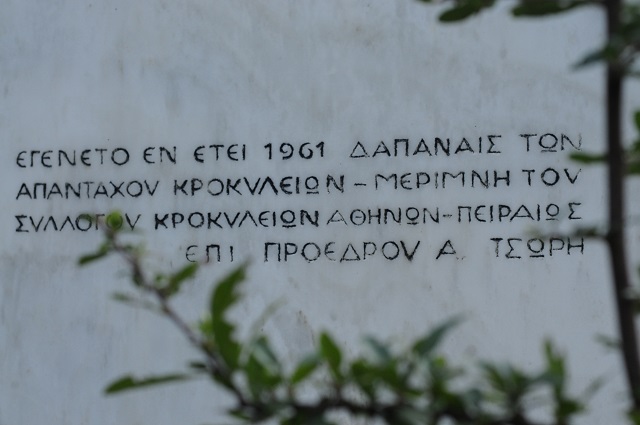 ΕΓΕΝΕΤΟ ΕΝ ΕΤΕΙ 1961 ΔΑΠΑΝΑΙΣ ΤΩΝ
ΑΠΑΝΤΑΧΟΥ ΚΡΟΚΥΛΕΙΩΝ - ΜΕΡΙΜΝΗ ΤΟΥ
ΣΥΛΛΟΓΟΥ ΚΡΟΚΥΛΕΙΩΝ ΑΘΗΝΩΝ - ΠΕΙΡΑΙΩΣ
ΕΠΙ ΠΡΟΕΔΡΟΥ Α. ΤΣΩΡΗ